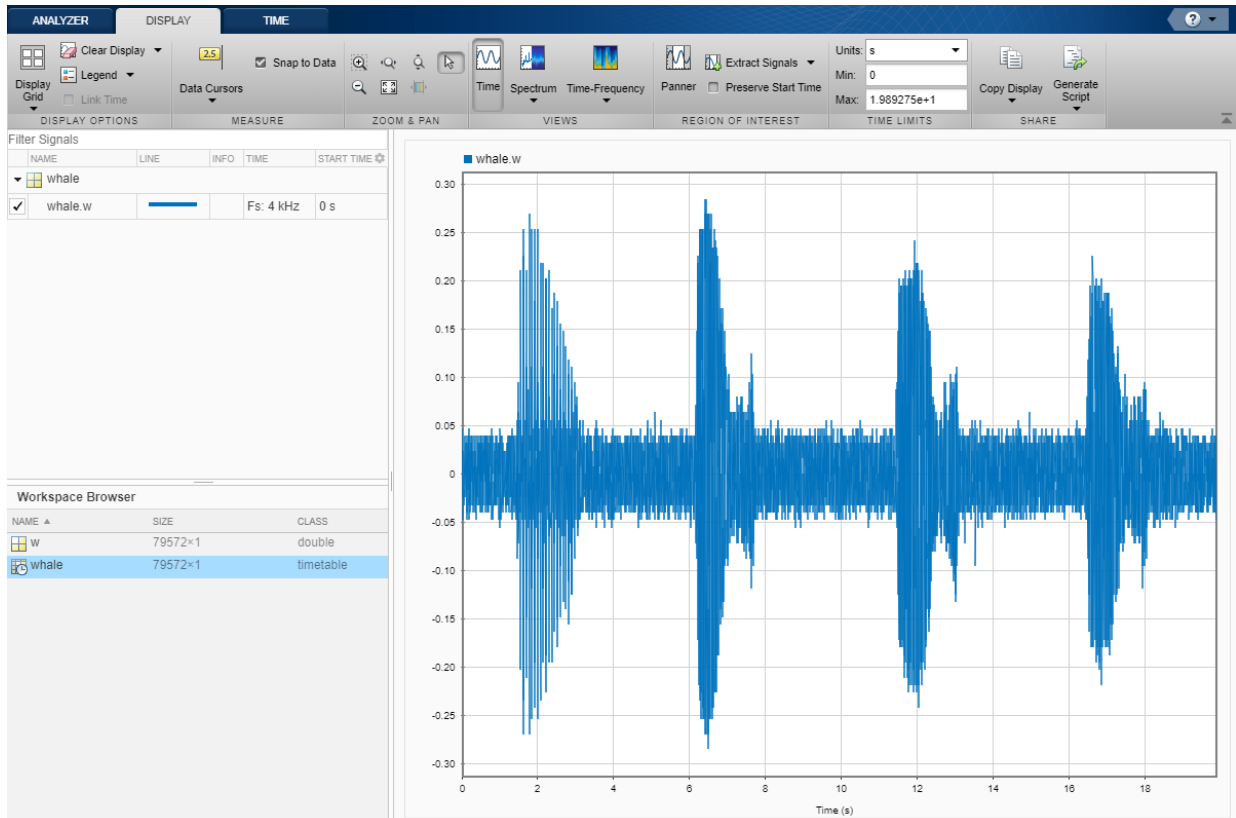 ANALYZER DISPLAY TIME
?
Display Grid
Clear Display
Legend
Link Time
2.5
Data Cursors
Snap to Data
Time
Spectrum
Time-Frequency
Panner
Extract Signals
Preserve Start Time
Units: s
Min: 0
Max: 1.989275e+1
Copy Display
Generate Script
DISPLAY OPTIONS MEASURE ZOOM & PAN VIEWS REGION OF INTEREST TIME LIMITS SHARE
Filter Signals
NAME LINE INFO TIME START TIME
whale
whale.w Fs: 4 kHz 0 s
Workspace Browser
NAME SIZE CLASS
w 79572×1 double
whale 79572×1 timetable
whale.w
0.30
0.25
0.20
0.15
0.10
0.05
0
-0.05
-0.10
-0.15
-0.20
-0.25
-0.30
0 2 4 6 8 10 12 14 16 18
Time (s)